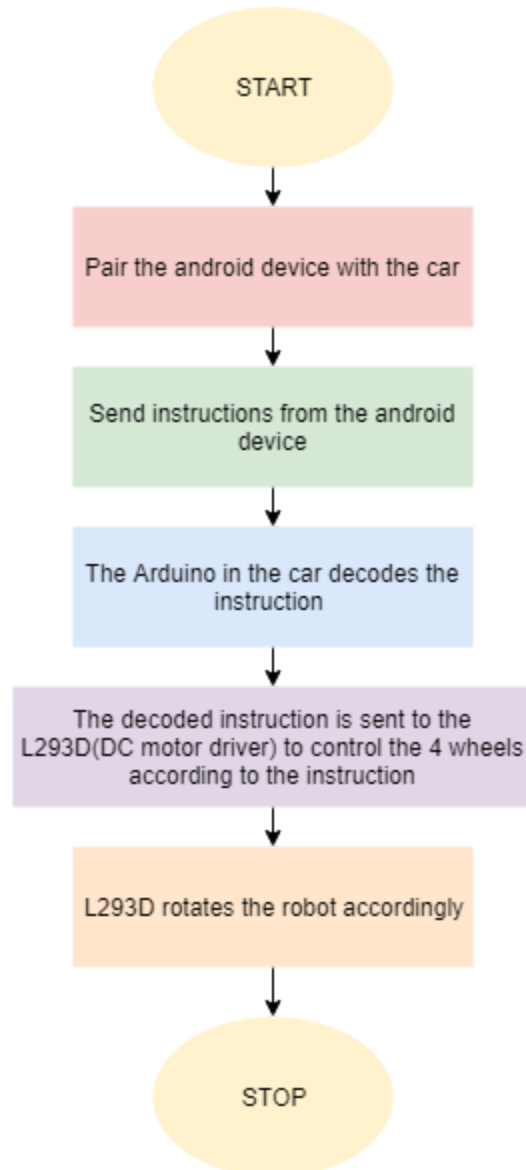 START
Pair the android device with the car
Send instructions from the android
device
The Arduino in the car decodes the
instruction
The decoded instruction is sent to the
L293D(DC motor driver) to control the 4 wheels
according to the instruction
L293D rotates the robot accordingly
STOP